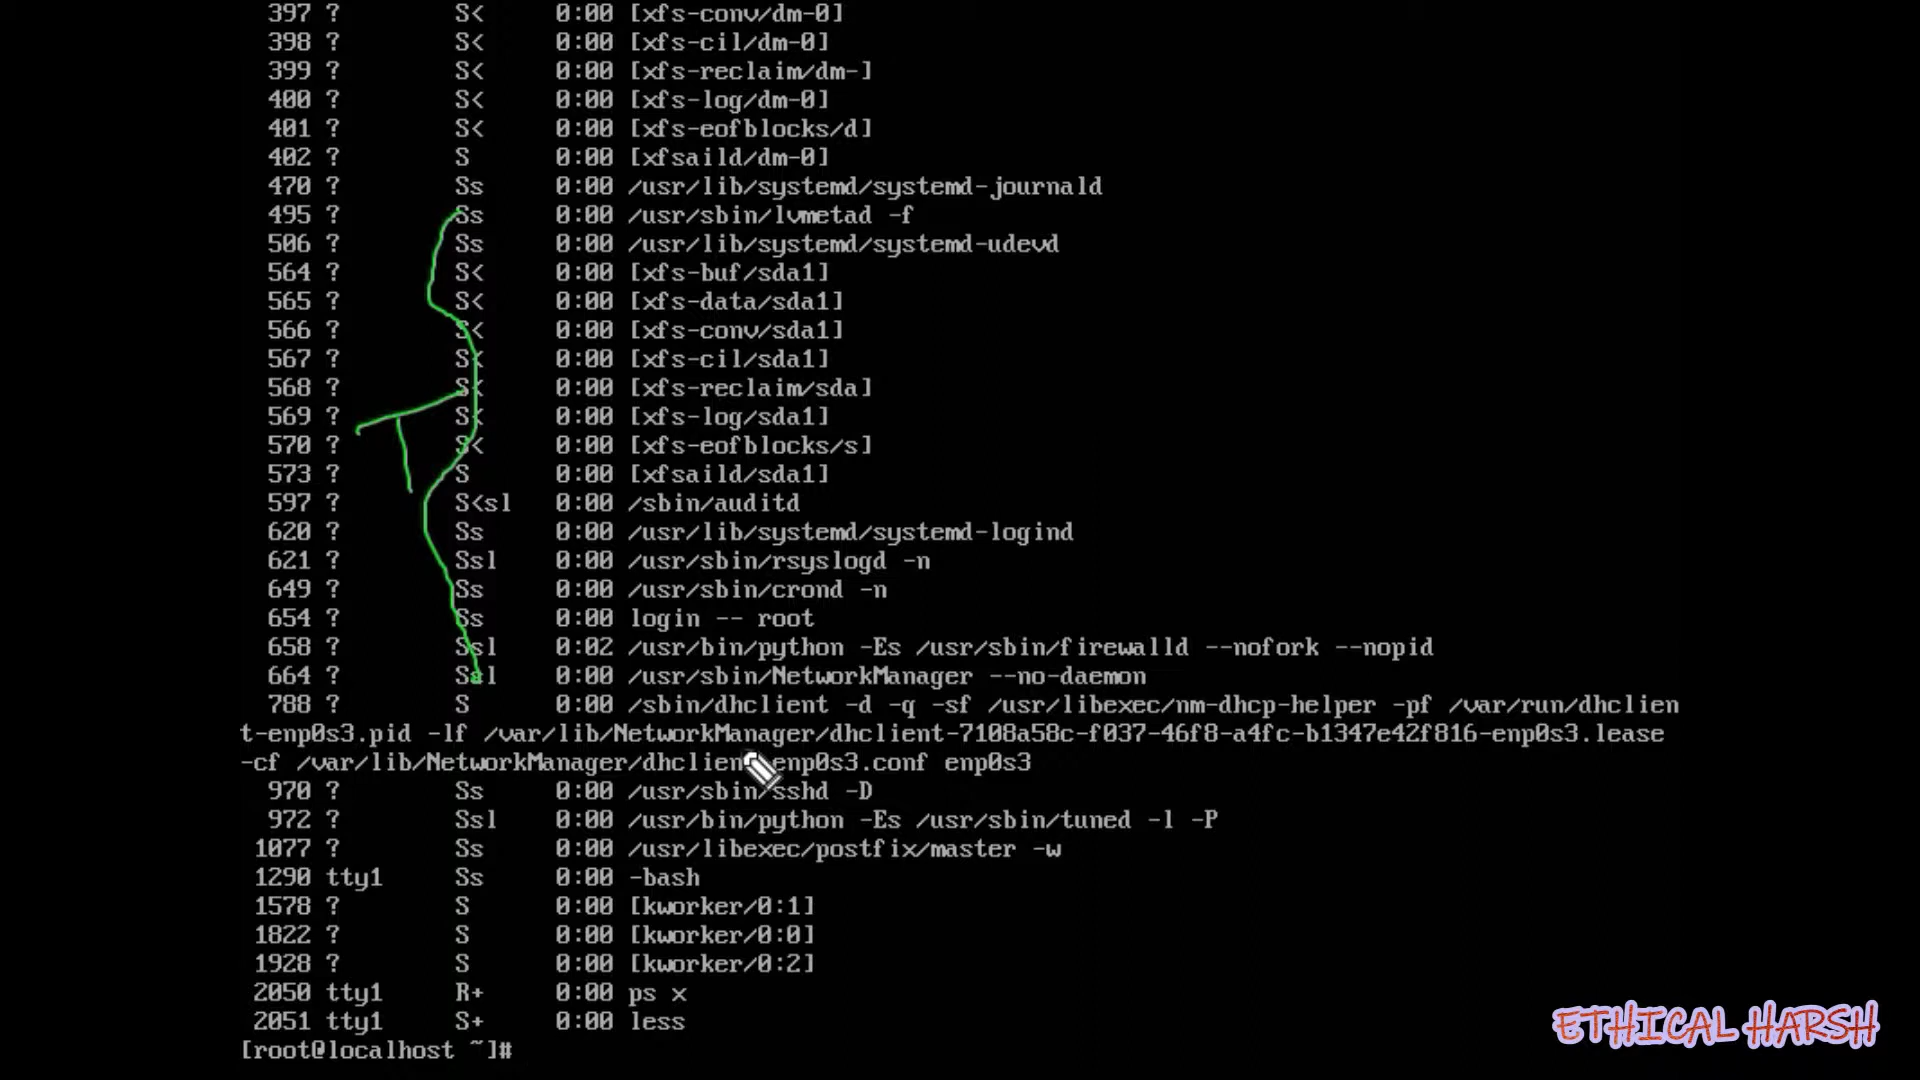 397 ? S< 0:00 [xfs-conv/dm-0]
398 ? S< 0:00 [xfs-cil/dm-0]
399 ? S< 0:00 [xfs-reclaim/dm-]
400 ? S< 0:00 [xfs-log/dm-0]
401 ? S< 0:00 [xfs-eofblocks/d]
402 ? S 0:00 [xfsaild/dm-0]
470 ? Ss 0:00 /usr/lib/systemd/systemd-journald
495 ? Ss 0:00 /usr/sbin/lvmetad -f
506 ? Ss 0:00 /usr/lib/systemd/systemd-udevd
564 ? S< 0:00 [xfs-buf/sda1]
565 ? S< 0:00 [xfs-data/sda1]
566 ? S< 0:00 [xfs-conv/sda1]
567 ? S< 0:00 [xfs-cil/sda1]
568 ? S< 0:00 [xfs-reclaim/sda]
569 ? S< 0:00 [xfs-log/sda1]
570 ? S< 0:00 [xfs-eofblocks/s]
573 ? S 0:00 [xfsaild/sda1]
597 ? S<sl 0:00 /sbin/auditd
620 ? Ss 0:00 /usr/lib/systemd/systemd-logind
621 ? Ssl 0:00 /usr/sbin/rsyslogd -n
649 ? Ss 0:00 /usr/sbin/crond -n
654 ? Ss 0:00 login -- root
658 ? Ssl 0:02 /usr/bin/python -Es /usr/sbin/firewalld --nofork --nopid
664 ? Ssl 0:00 /usr/sbin/NetworkManager --no-daemon
788 ? S 0:00 /sbin/dhclient -d -q -sf /usr/libexec/nm-dhcp-helper -pf /var/run/dhclien
t-enp0s3.pid -lf /var/lib/NetworkManager/dhclient-7108a58c-f037-46f8-a4fc-b1347e42f816-enp0s3.lease
-cf /var/lib/NetworkManager/dhclient-enp0s3.conf enp0s3
970 ? Ss 0:00 /usr/sbin/sshd -D
972 ? Ssl 0:00 /usr/bin/python -Es /usr/sbin/tuned -l -P
1077 ? Ss 0:00 /usr/libexec/postfix/master -w
1290 tty1 Ss 0:00 -bash
1578 ? S 0:00 [kworker/0:1]
1822 ? S 0:00 [kworker/0:0]
1928 ? S 0:00 [kworker/0:2]
2050 tty1 R+ 0:00 ps x
2051 tty1 S+ 0:00 less
[root@localhost ~]#
ETHICAL HARSH